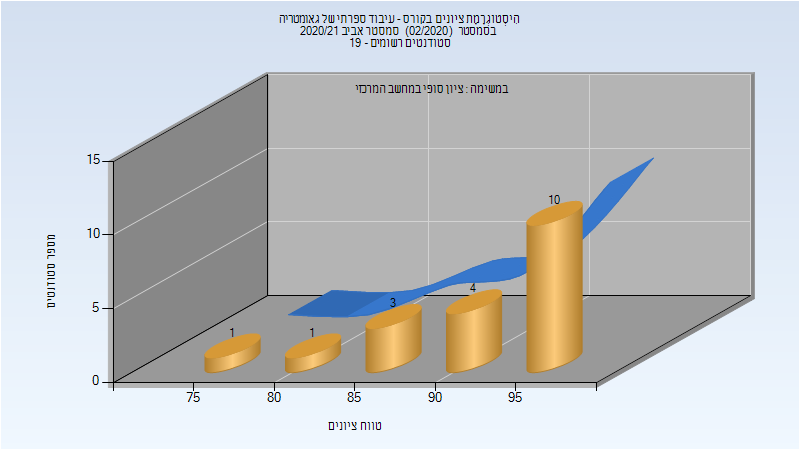 היסטוגרמת ציונים בקורס - עיבוד ספרתי של גאומטריה
בסמסטר (02/2020) סמסטר אביב 2020/21
סטודנטים רשומים - 19
במשימה : ציון סופי במחשב המרכזי
מספר סטודנטים
15
10
5
0
1
1
3
4
10
75
80
85
90
95
טווח ציונים